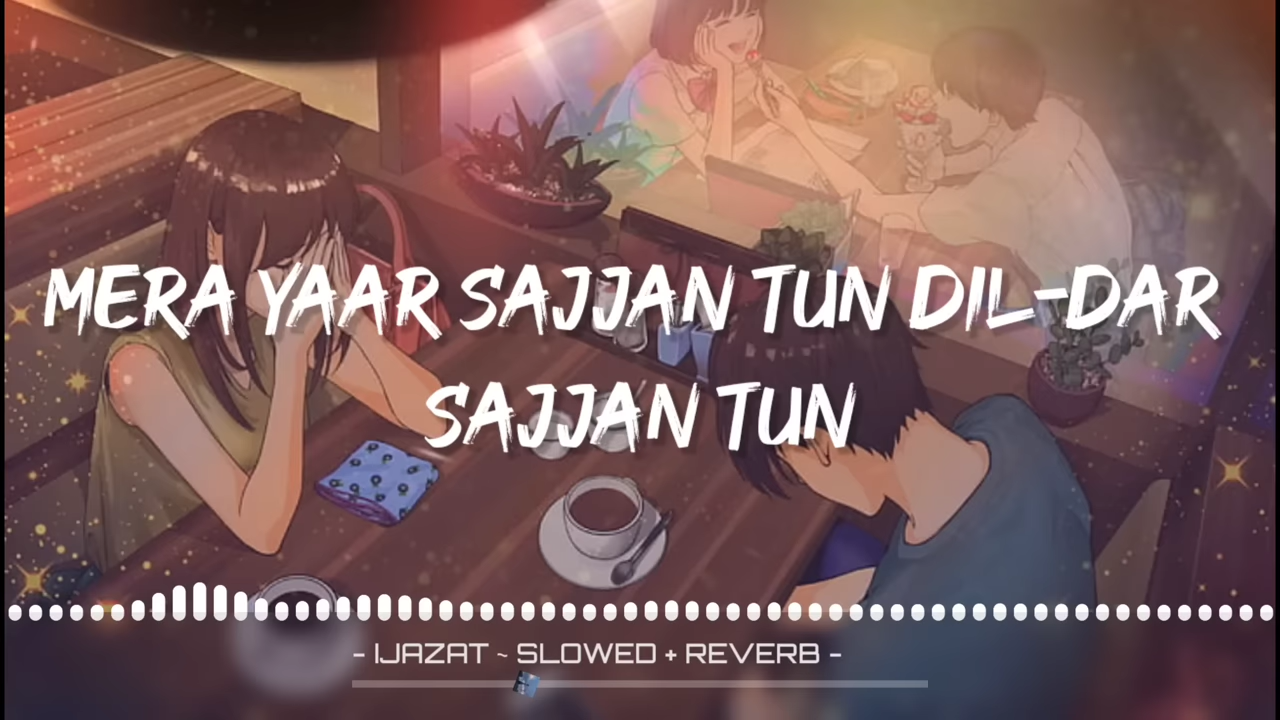 MERA YAAR SAJJAN TUN DIL-DAR
SAJJAN TUN
- IJAZAT ~ SLOWED + REVERB -